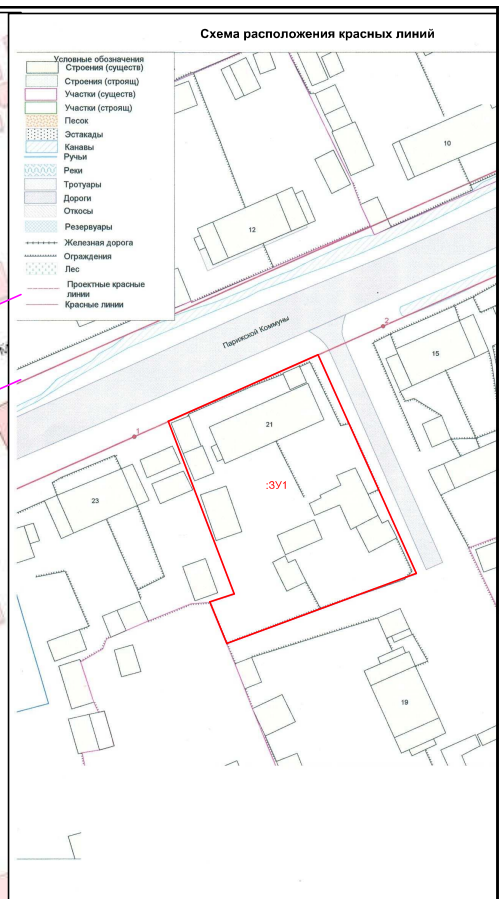 Схема расположения красных линий
Условные обозначения
Строения (существ)
Строения (строящ)
Участки (существ)
Участки (строящ)
Песок
Эстакады
Канавы
Ручьи
Реки
Тротуары
Дороги
Откосы
Резервуары
Железная дорога
Ограждения
Лес
Проектные красные
линии
Красные линии
10
12
Парижской Коммуны
2
15
1
21
:ЗУ1
23
19